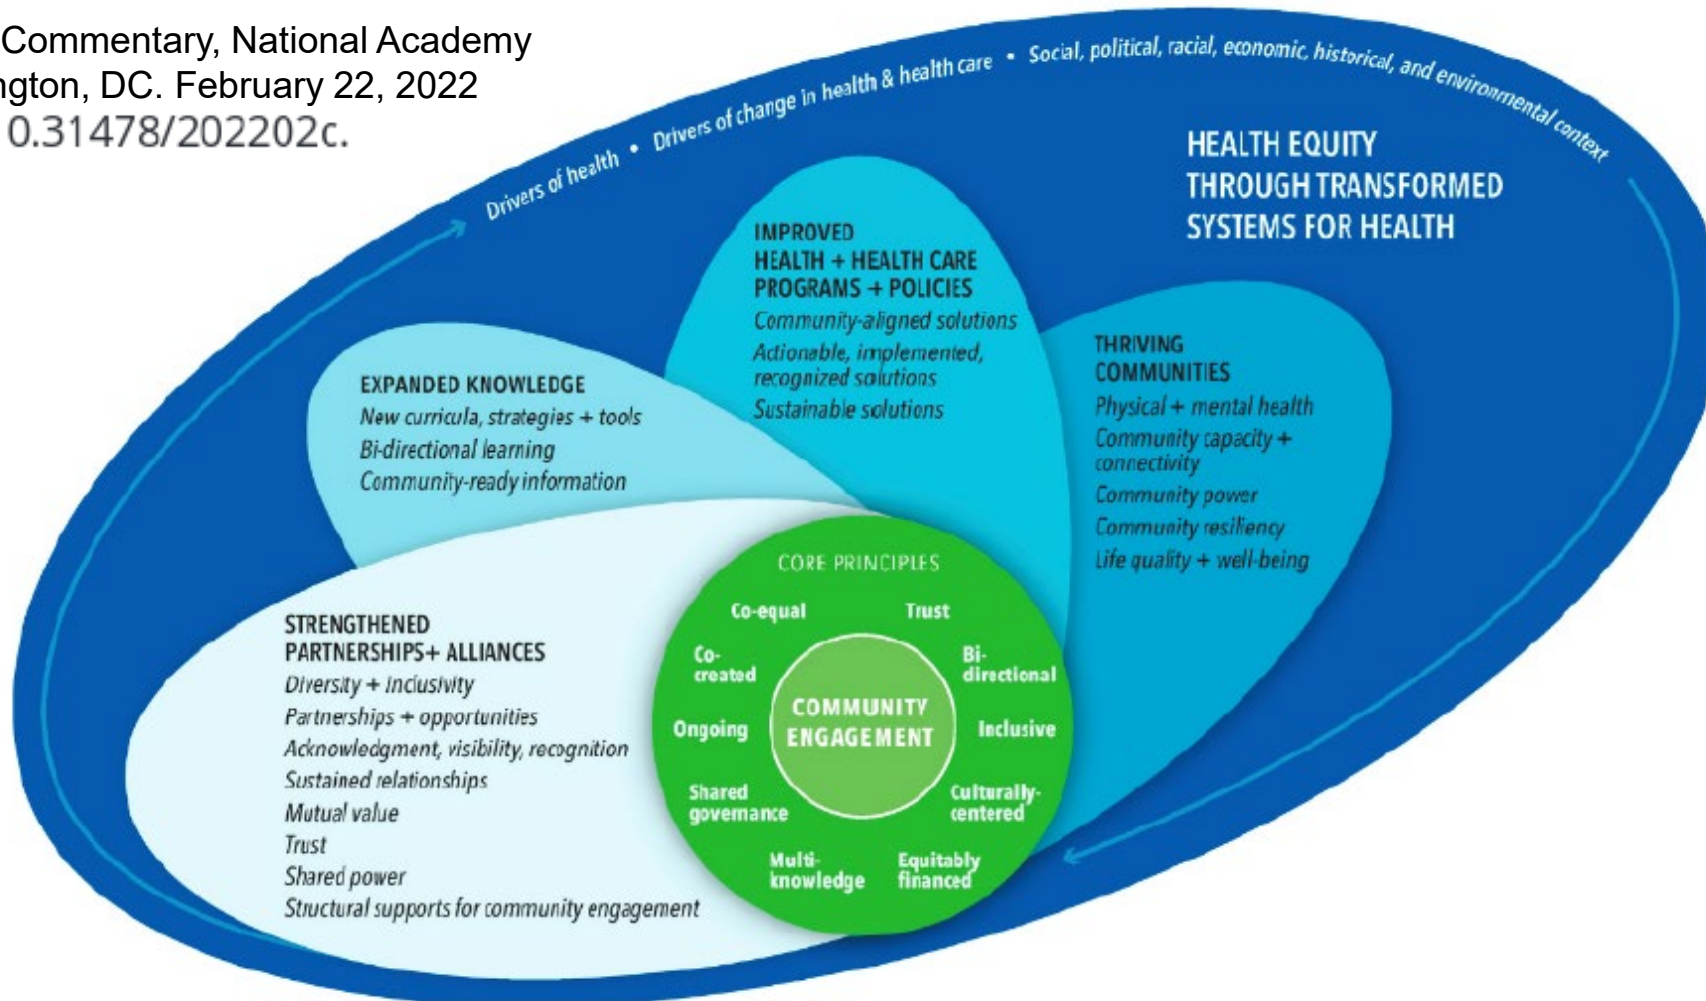 Commentary, National Academy
ngton, DC. February 22, 2022
0.31478/202202c.
Drivers of health • Drivers of change in health & health care • Social, political, racial, economic, historical, and environmental context
HEALTH EQUITY
THROUGH TRANSFORMED
SYSTEMS FOR HEALTH
IMPROVED
HEALTH + HEALTH CARE
PROGRAMS + POLICIES
Community-aligned solutions
Actionable, implemented,
recognized solutions
Sustainable solutions
THRIVING
COMMUNITIES
Physical + mental health
Community capacity +
connectivity
Community power
Community resiliency
Life quality + well-being
EXPANDED KNOWLEDGE
New curricula, strategies + tools
Bi-directional learning
Community-ready information
STRENGTHENED
PARTNERSHIPS+ ALLIANCES
Diversity + inclusivity
Partnerships + opportunities
Acknowledgment, visibility, recognition
Sustained relationships
Mutual value
Trust
Shared power
Structural supports for community engagement
CORE PRINCIPLES
Co-equal
Trust
Co-
created
Bi-
directional
Ongoing
COMMUNITY
ENGAGEMENT
Inclusive
Shared
governance
Culturally-
centered
Multi-
knowledge
Equitably
financed